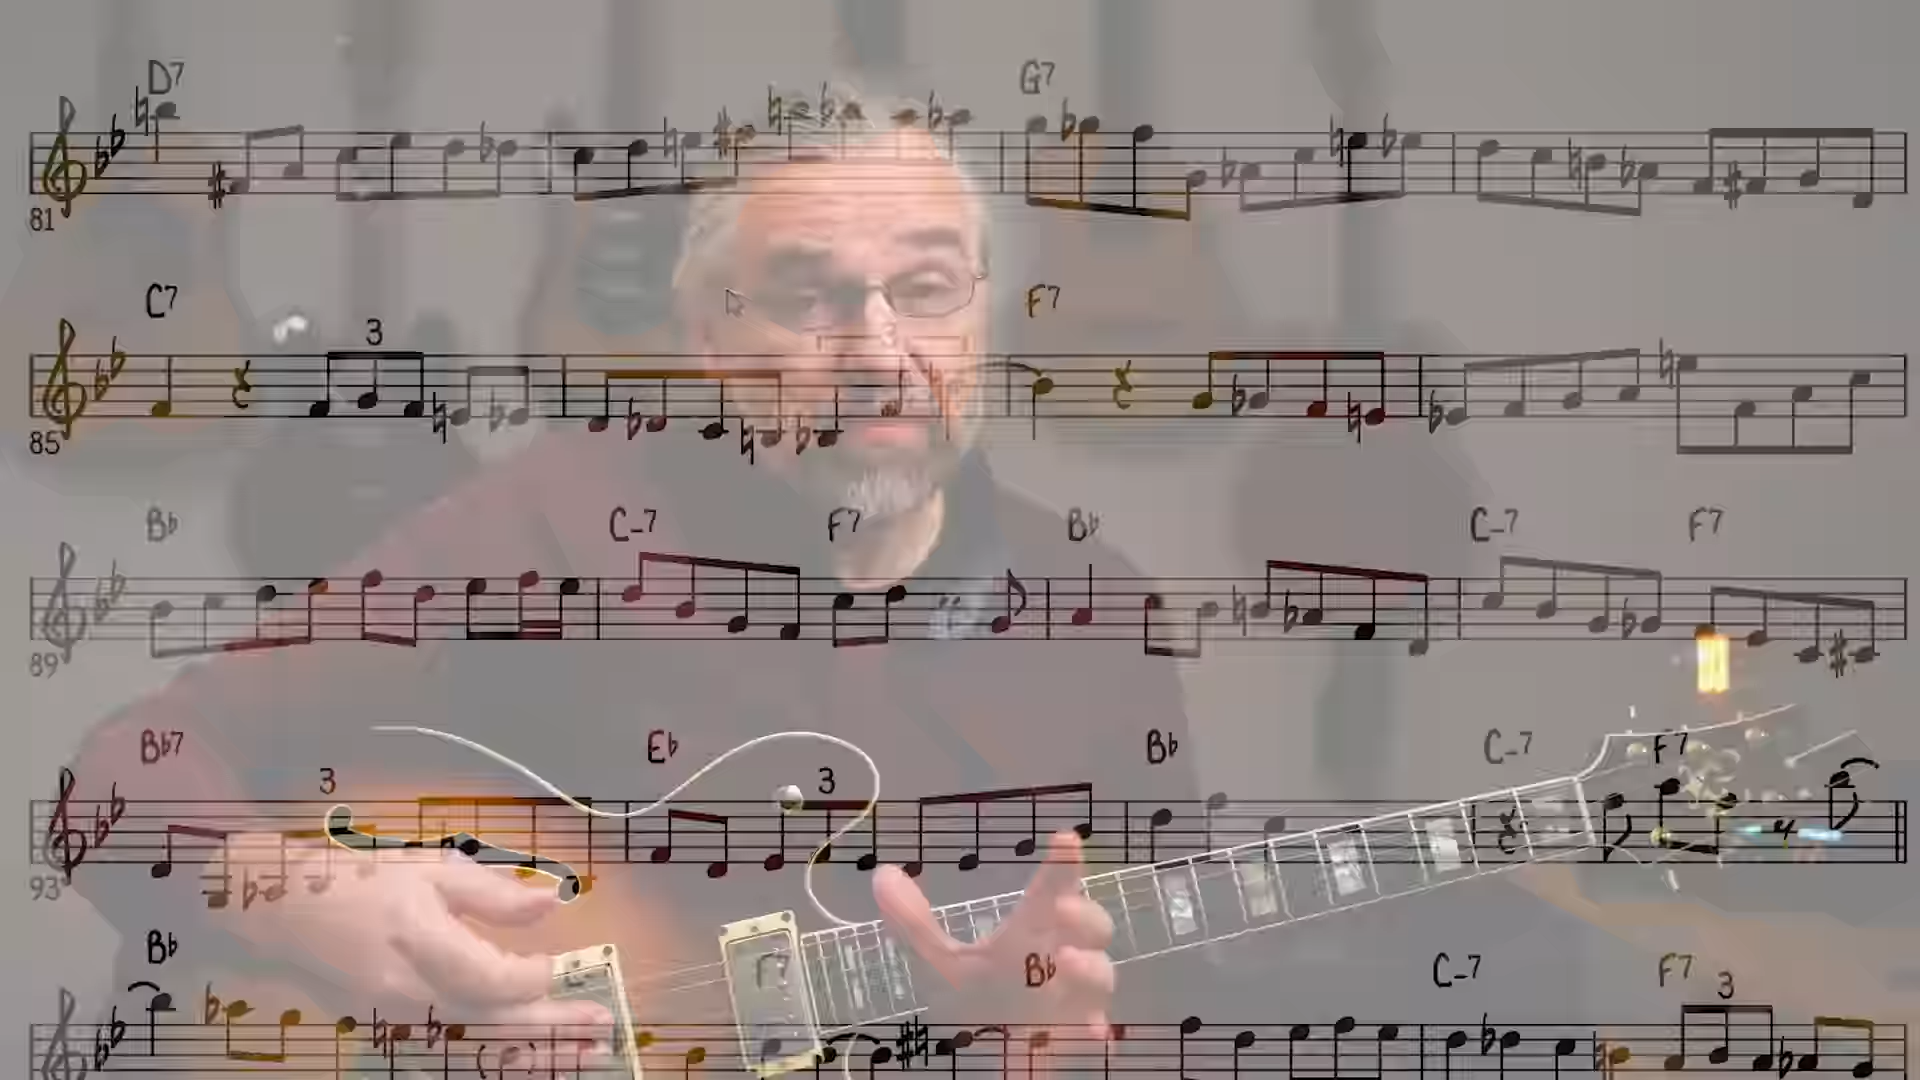 D7 G7
81
C7 F7
3
85
B♭ C-7 F7 B♭ C-7 F7
89
B♭7 E♭ B♭ C-7 F7
3 3
93
B♭ F7 B♭ C-7 F7
3